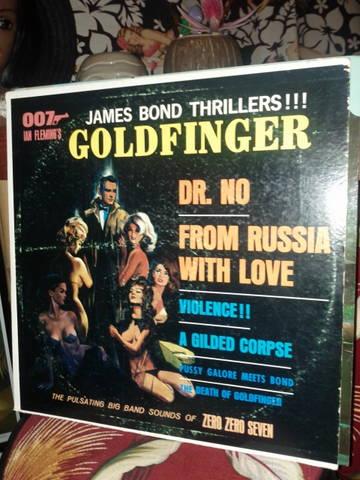 007
IAN FLEMING'S
JAMES BOND THRILLERS!!!
GOLDFINGER
DR. NO
FROM RUSSIA
WITH LOVE
VIOLENCE!!
A GILDED CORPSE
PUSSY GALORE MEETS BOND
THE DEATH OF GOLDFINGER
THE PULSATING BIG BAND SOUNDS OF ZERO ZERO SEVEN